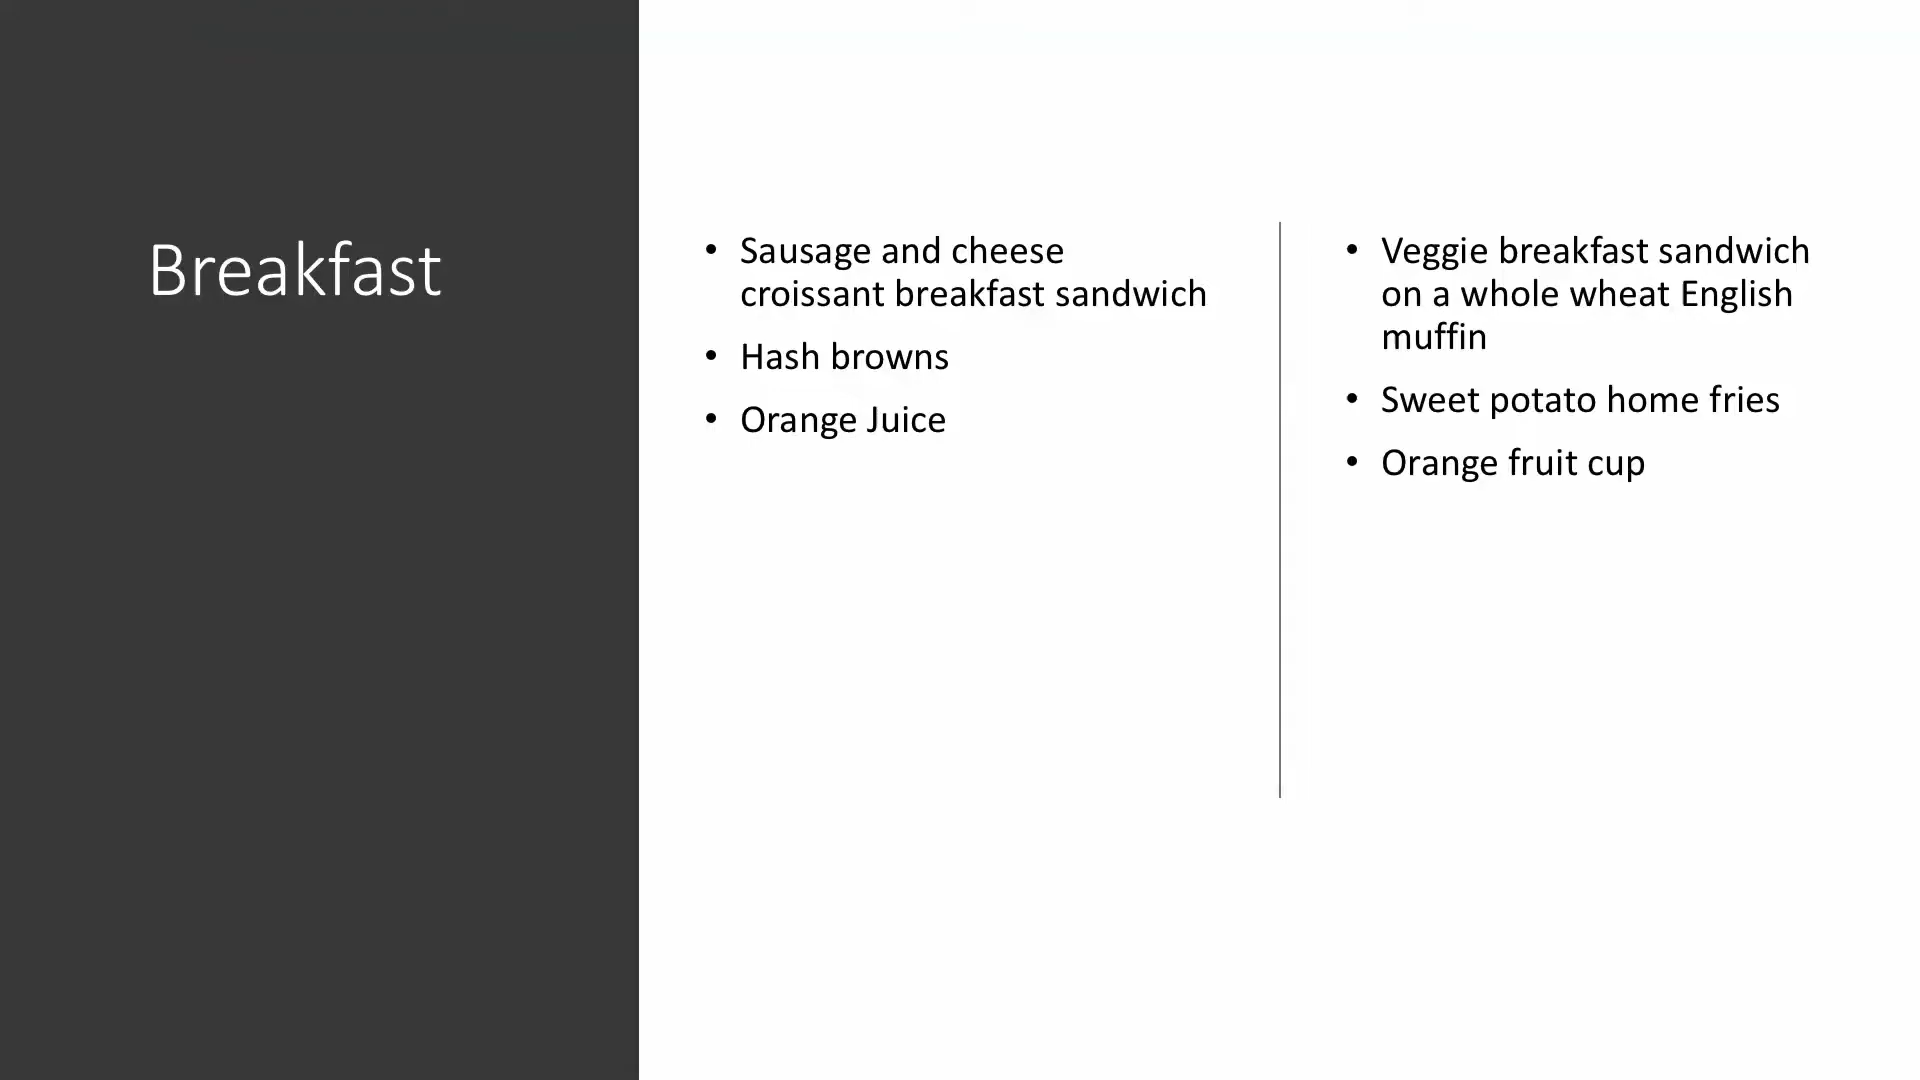 Breakfast
• Sausage and cheese
croissant breakfast sandwich
• Hash browns
• Orange Juice
• Veggie breakfast sandwich
on a whole wheat English
muffin
• Sweet potato home fries
• Orange fruit cup